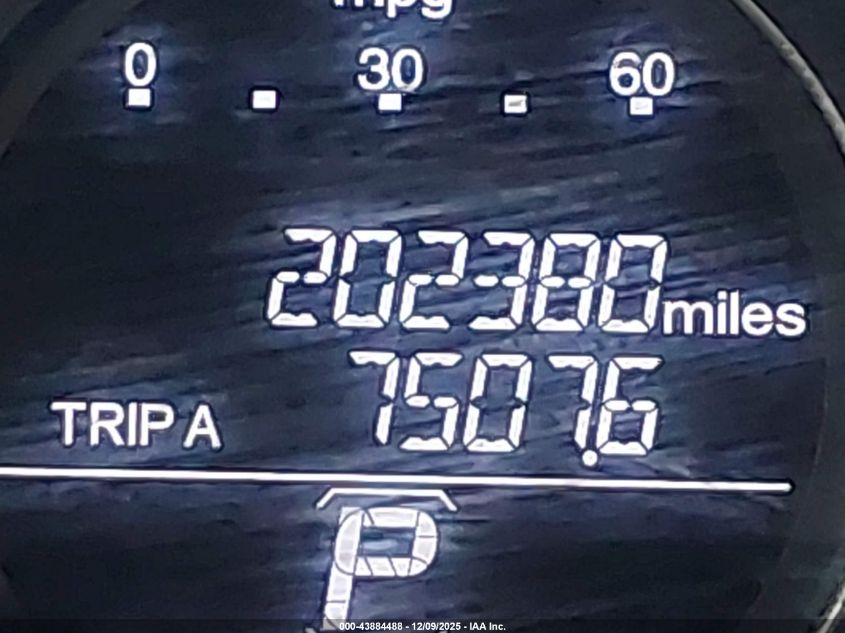 mpg
0 30 60
202380 miles
TRIP A 7507.6
P
000-43884488 - 12/09/2025 - IAA Inc.